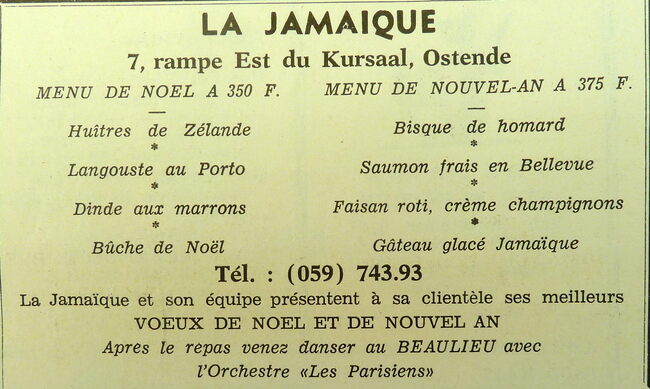 LA JAMAIQUE
7, rampe Est du Kursaal, Ostende
MENU DE NOEL A 350 F.
Huîtres de Zélande
*
Langouste au Porto
*
Dinde aux marrons
*
Bûche de Noël
MENU DE NOUVEL-AN A 375 F.
Bisque de homard
*
Saumon frais en Bellevue
*
Faisan roti, crème champignons
*
Gâteau glacé Jamaïque
Tél. : (059) 743.93
La Jamaïque et son équipe présentent à sa clientèle ses meilleurs
VOEUX DE NOEL ET DE NOUVEL AN
Après le repas venez danser au BEAULIEU avec
l'Orchestre «Les Parisiens»